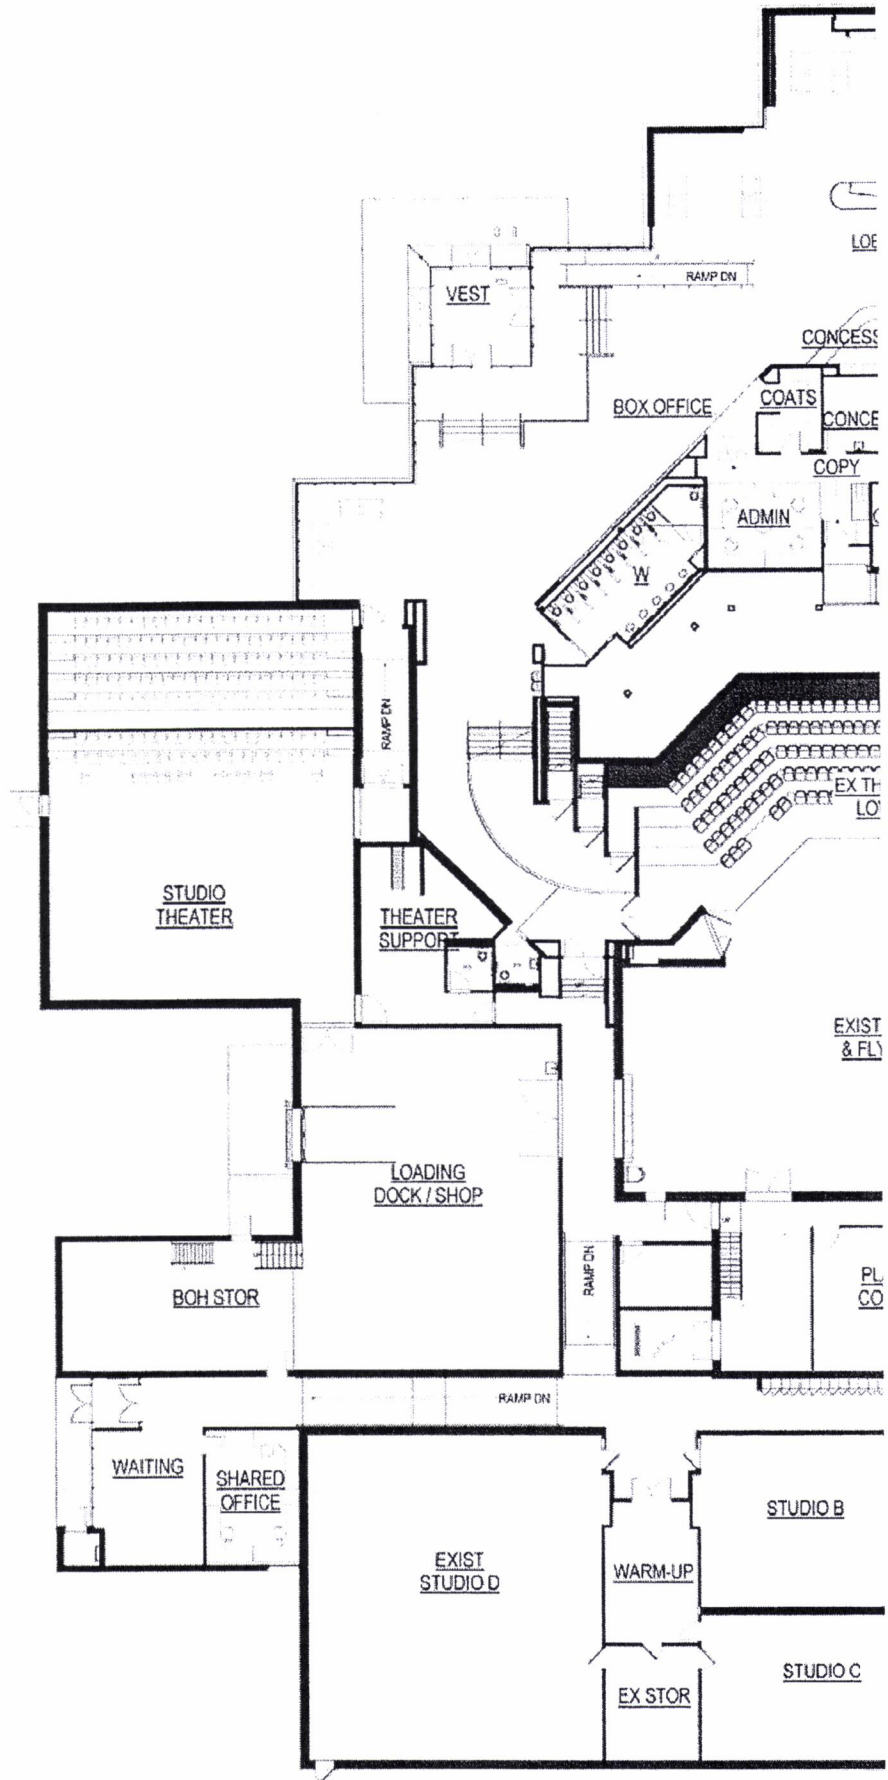 LOB
RAMP DN
VEST
CONCESS
COATS
BOX OFFICE
CONCE
COPY
ADMIN
W
RAMP DN
EX TH
LO
STUDIO
THEATER
THEATER
SUPPORT
EXIST
& FLY
LOADING
DOCK / SHOP
RAMP DN
BOH STOR
PL
CO
RAMP DN
WAITING
SHARED
OFFICE
STUDIO B
EXIST
STUDIO D
WARM-UP
STUDIO C
EX STOR